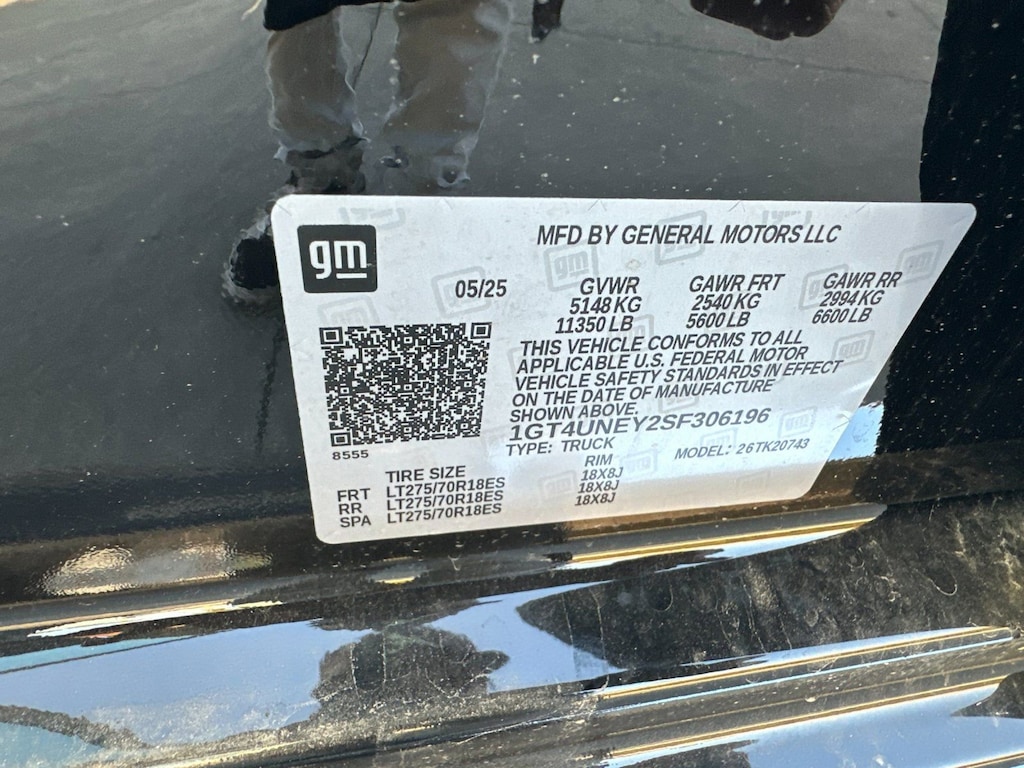 gm
MFD BY GENERAL MOTORS LLC
05/25 GVWR GAWR FRT GAWR RR
5148 KG 2540 KG 2994 KG
11350 LB 5600 LB 6600 LB
THIS VEHICLE CONFORMS TO ALL
APPLICABLE U.S. FEDERAL MOTOR
VEHICLE SAFETY STANDARDS IN EFFECT
ON THE DATE OF MANUFACTURE
SHOWN ABOVE.
1GT4UNEY2SF306196
8555
TYPE: TRUCK MODEL: 26TK20743
TIRE SIZE RIM
FRT LT275/70R18ES 18X8J
RR LT275/70R18ES 18X8J
SPA LT275/70R18ES 18X8J